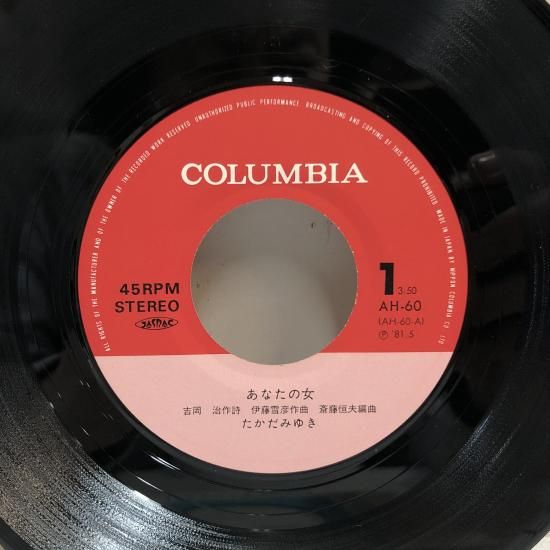 ALL RIGHTS OF THE MANUFACTURER AND OF THE OWNER OF THE RECORDED WORK RESERVED. UNAUTHORIZED PUBLIC PERFORMANCE. BROADCASTING AND COPYING OF THIS RECORD PROHIBITED. MADE IN JAPAN BY NIPPON COLUMBIA CO. LTD.
COLUMBIA
45RPM
STEREO
JASRAC
1 3.50
AH-60
(AH-60-A)
Ⓟ '81.5
あなたの女
吉岡 治作詩 伊藤雪彦作曲 斎藤恒夫編曲
たかだみゆき